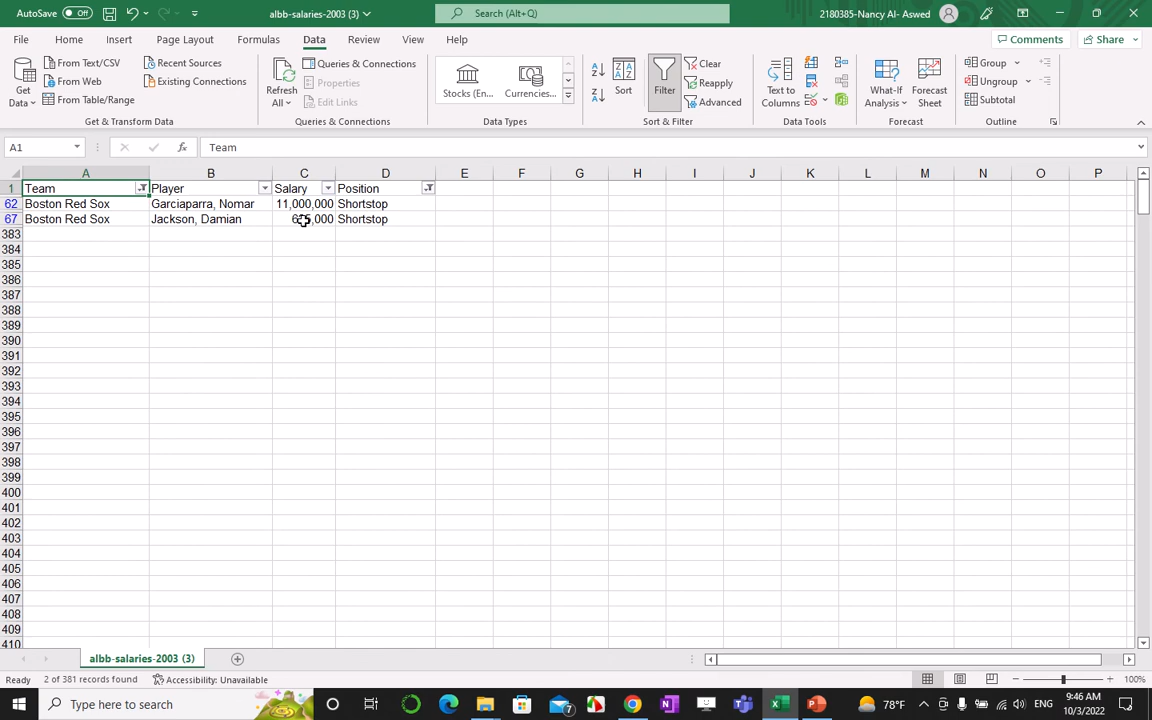 AutoSave Off albb-salaries-2003 (3) Search (Alt+Q) 2180385-Nancy Al- Aswed
File Home Insert Page Layout Formulas Data Review View Help Comments Share
Get Data From Text/CSV From Web From Table/Range Recent Sources Existing Connections
Refresh All Queries & Connections Properties Edit Links
Stocks (En... Currencies...
Sort Filter Clear Reapply Advanced
Text to Columns What-If Analysis Forecast Sheet
Group Ungroup Subtotal
Get & Transform Data Queries & Connections Data Types Sort & Filter Data Tools Forecast Outline
A1 fx Team
A B C D E F G H I J K L M N O P
1 Team Player Salary Position
62 Boston Red Sox Garciaparra, Nomar 11,000,000 Shortstop
67 Boston Red Sox Jackson, Damian ,000 Shortstop
383
384
385
386
387
388
389
390
391
392
393
394
395
396
397
398
399
400
401
402
403
404
405
406
407
408
409
410
albb-salaries-2003 (3)
Ready 2 of 381 records found Accessibility: Unavailable 100%
Type here to search 7 78°F ENG 9:46 AM
10/3/2022